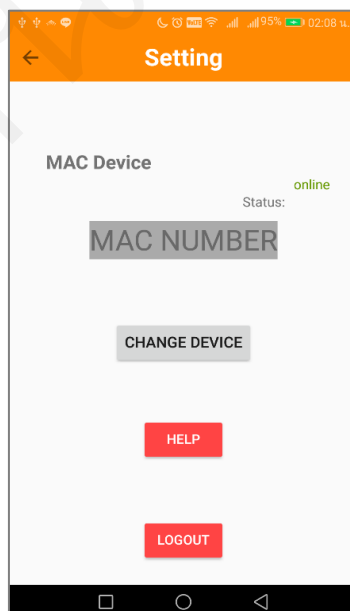 95% 02:08 น.
Setting
MAC Device
online
Status:
MAC NUMBER
CHANGE DEVICE
HELP
LOGOUT